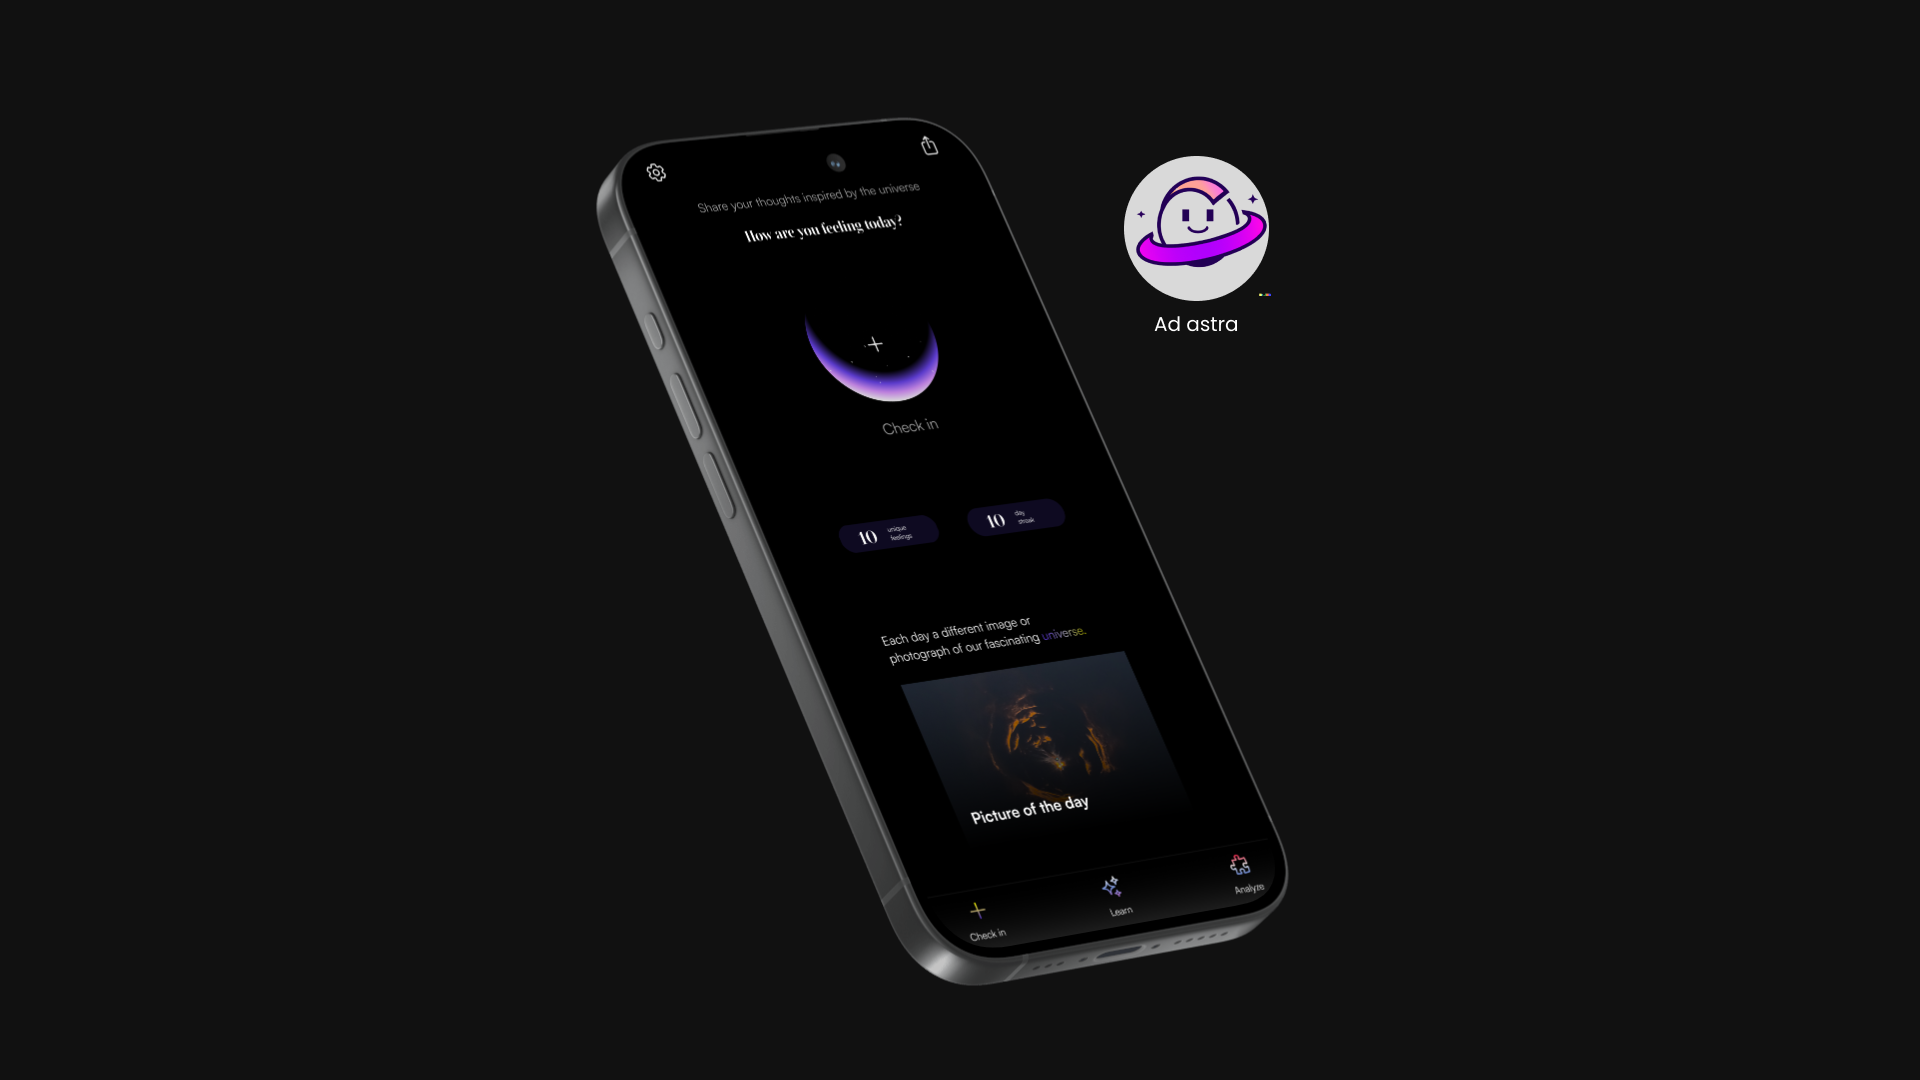 Share your thoughts inspired by the universe
How are you feeling today?
Check in
10 unique
feelings
10 day
streak
Each day a different image or
photograph of our fascinating universe.
Picture of the day
Check in
Learn
Analyze
Ad astra